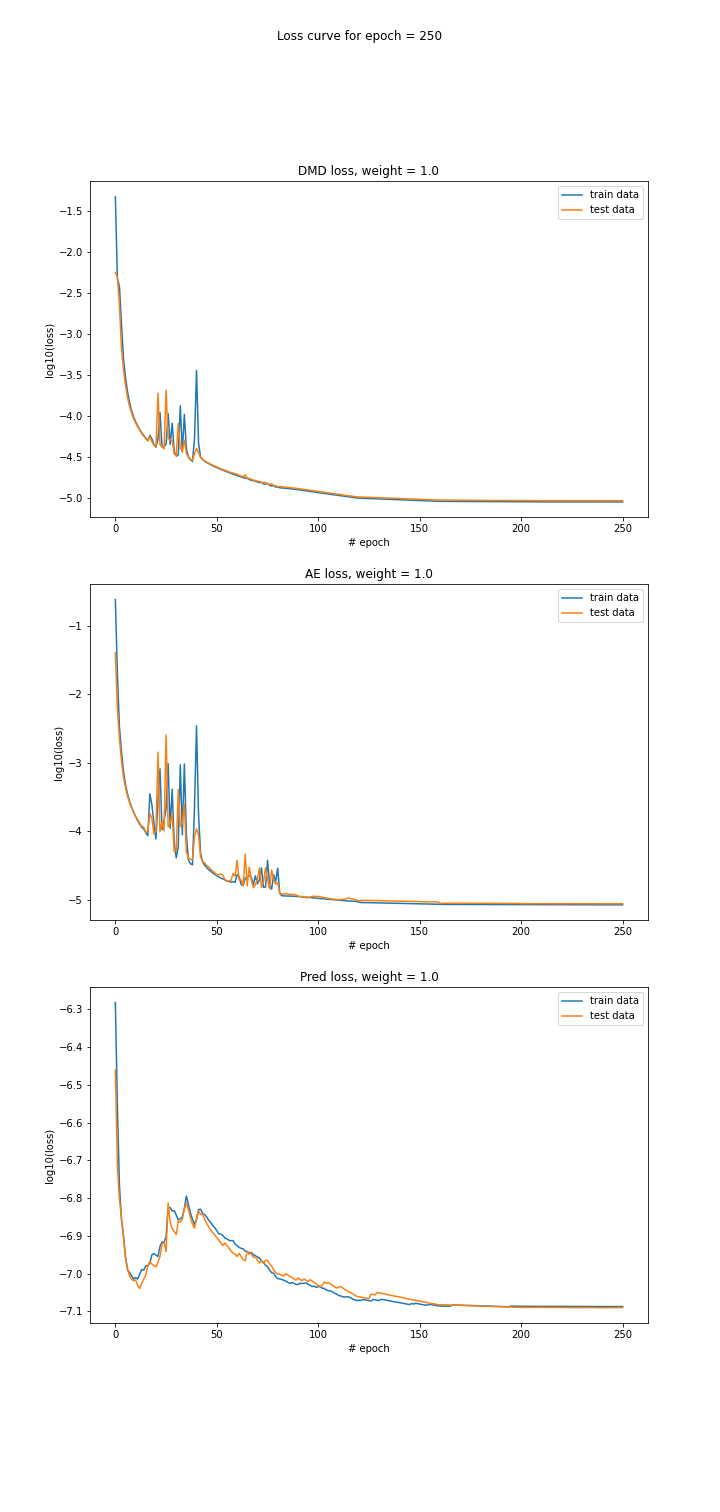 Loss curve for epoch = 250
DMD loss, weight = 1.0
train data
test data
log10(loss)
−1.5
−2.0
−2.5
−3.0
−3.5
−4.0
−4.5
−5.0
0 50 100 150 200 250
# epoch
AE loss, weight = 1.0
train data
test data
log10(loss)
−1
−2
−3
−4
−5
0 50 100 150 200 250
# epoch
Pred loss, weight = 1.0
train data
test data
log10(loss)
−6.3
−6.4
−6.5
−6.6
−6.7
−6.8
−6.9
−7.0
−7.1
0 50 100 150 200 250
# epoch